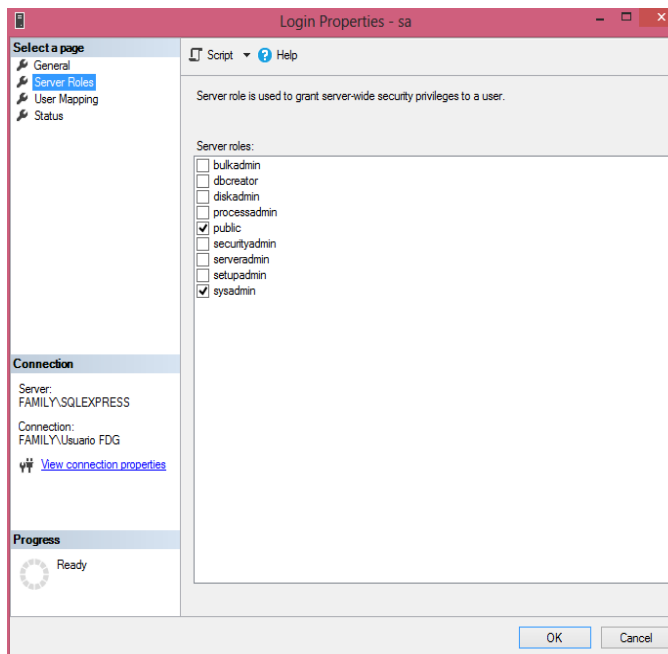 Login Properties - sa
Select a page
General
Server Roles
User Mapping
Status
Script
Help
Server role is used to grant server-wide security privileges to a user.
Server roles:
bulkadmin
dbcreator
diskadmin
processadmin
public
securityadmin
serveradmin
setupadmin
sysadmin
Connection
Server:
FAMILY\SQLEXPRESS
Connection:
FAMILY\Usuario FDG
View connection properties
Progress
Ready
OK
Cancel